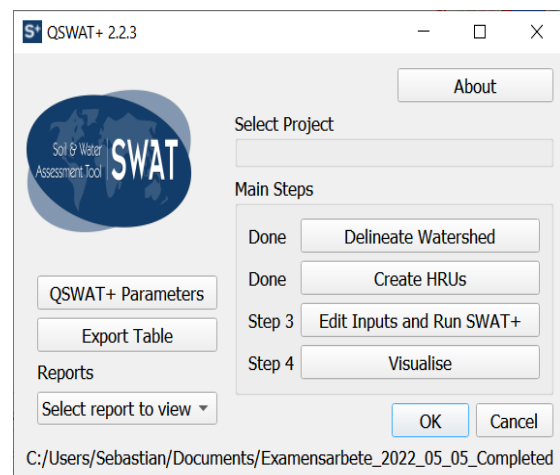 S+ QSWAT+ 2.2.3
About
Soil & Water
Assessment Tool
SWAT
Select Project
Main Steps
Done Delineate Watershed
Done Create HRUs
Step 3 Edit Inputs and Run SWAT+
Step 4 Visualise
QSWAT+ Parameters
Export Table
Reports
Select report to view
OK Cancel
C:/Users/Sebastian/Documents/Examensarbete_2022_05_05_Completed